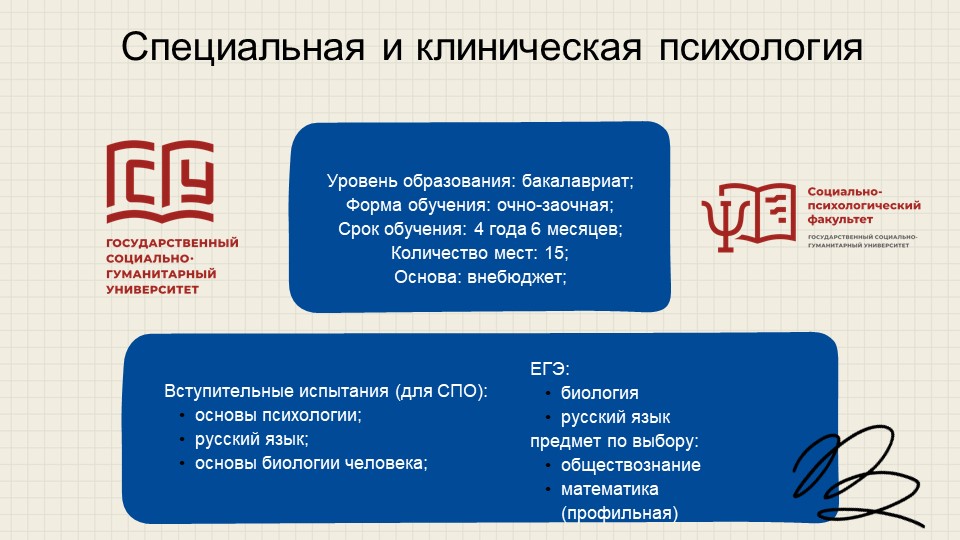 Специальная и клиническая психология
ГОСУДАРСТВЕННЫЙ
СОЦИАЛЬНО-
ГУМАНИТАРНЫЙ
УНИВЕРСИТЕТ
Уровень образования: бакалавриат;
Форма обучения: очно-заочная;
Срок обучения: 4 года 6 месяцев;
Количество мест: 15;
Основа: внебюджет;
Социально-
психологический
факультет
ГОСУДАРСТВЕННЫЙ СОЦИАЛЬНО-
ГУМАНИТАРНЫЙ УНИВЕРСИТЕТ
Вступительные испытания (для СПО):
• основы психологии;
• русский язык;
• основы биологии человека;
ЕГЭ:
• биология
• русский язык
предмет по выбору:
• обществознание
• математика
(профильная)